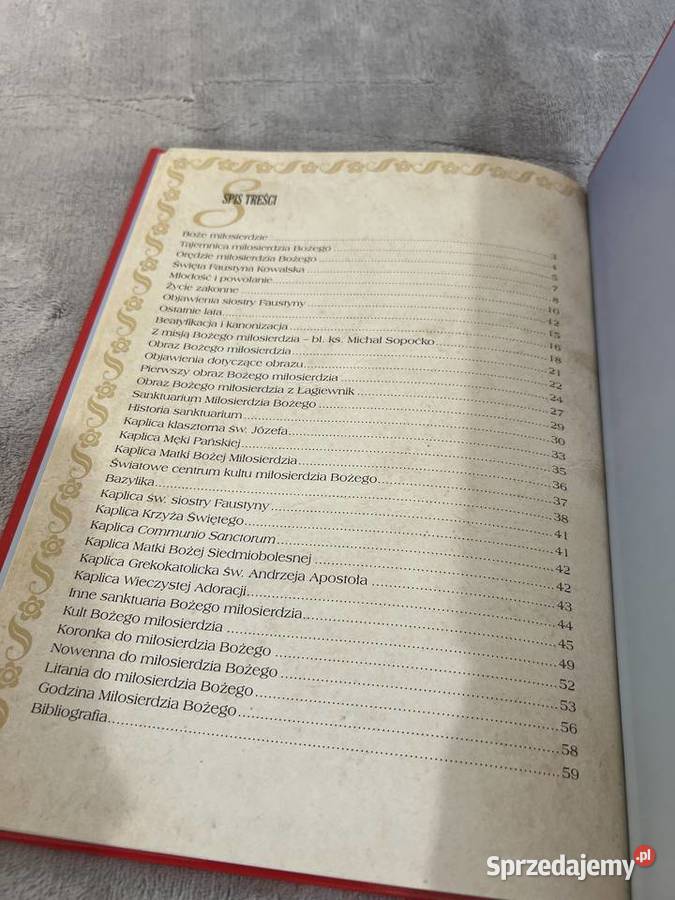 SPIS TREŚCI
Boże miłosierdzie 3
Tajemnica miłosierdzia Bożego 4
Orędzie miłosierdzia Bożego 5
Święta Faustyna Kowalska 7
Młodość i powołanie 8
Życie zakonne 10
Objawienia siostry Faustyny 12
Ostatnie lata 15
Beatyfikacja i kanonizacja 16
Z misją Bożego miłosierdzia – bł. ks. Michał Sopoćko 18
Obraz Bożego miłosierdzia 21
Objawienia dotyczące obrazu 22
Pierwszy obraz Bożego miłosierdzia 24
Obraz Bożego miłosierdzia z Łagiewnik 27
Sanktuarium Miłosierdzia Bożego 29
Historia sanktuarium 30
Kaplica klasztorna św. Józefa 33
Kaplica Męki Pańskiej 35
Kaplica Matki Bożej Miłosierdzia 36
Światowe centrum kultu miłosierdzia Bożego 37
Bazylika 38
Kaplica św. siostry Faustyny 41
Kaplica Krzyża Świętego 41
Kaplica Communio Sanctorum 42
Kaplica Matki Bożej Siedmiobolesnej 42
Kaplica Grekokatolicka św. Andrzeja Apostoła 43
Kaplica Wieczystej Adoracji 44
Inne sanktuaria Bożego miłosierdzia 45
Kult Bożego miłosierdzia 49
Koronka do miłosierdzia Bożego 52
Nowenna do miłosierdzia Bożego 53
Litania do miłosierdzia Bożego 56
Godzina Miłosierdzia Bożego 58
Bibliografia 59
Sprzedajemy.pl